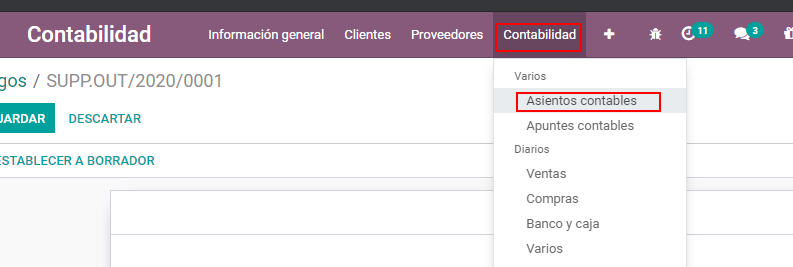 Contabilidad Información general Clientes Proveedores Contabilidad + 11 3
gos / SUPP.OUT/2020/0001
UARDAR DESCARTAR
ESTABLECER A BORRADOR
Varios
Asientos contables
Apuntes contables
Diarios
Ventas
Compras
Banco y caja
Varios